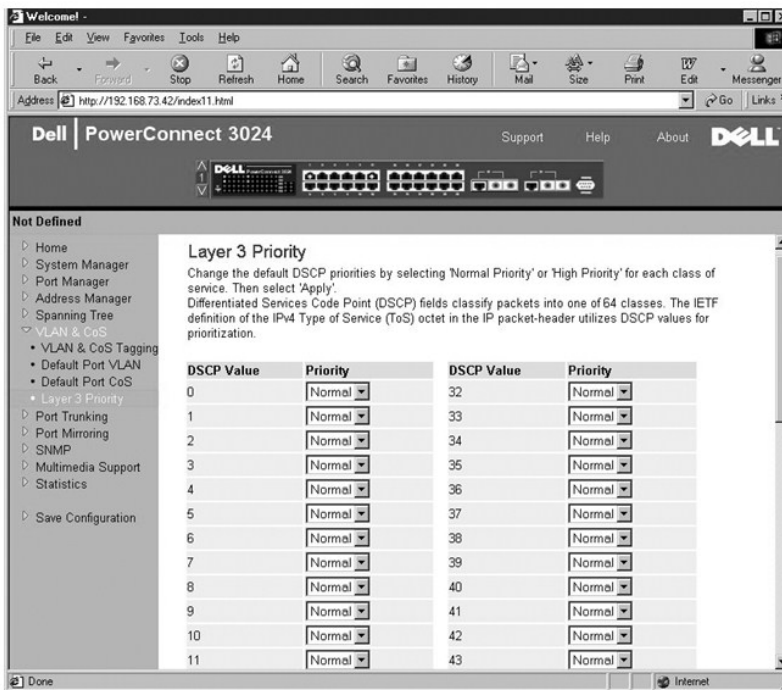 Welcome! -
File Edit View Favorites Tools Help
Back Forward Stop Refresh Home Search Favorites History Mail Size Print Edit Messenger
Address http://192.168.73.42/index11.html Go Links
Dell PowerConnect 3024 Support Help About DELL
1 DELL
Not Defined
Home
System Manager
Port Manager
Address Manager
Spanning Tree
VLAN & CoS
• VLAN & CoS Tagging
• Default Port VLAN
• Default Port CoS
• Layer 3 Priority
Port Trunking
Port Mirroring
SNMP
Multimedia Support
Statistics
Save Configuration
Layer 3 Priority
Change the default DSCP priorities by selecting 'Normal Priority' or 'High Priority' for each class of
service. Then select 'Apply'.
Differentiated Services Code Point (DSCP) fields classify packets into one of 64 classes. The IETF
definition of the IPv4 Type of Service (ToS) octet in the IP packet-header utilizes DSCP values for
prioritization.
DSCP Value Priority DSCP Value Priority
0 Normal 32 Normal
1 Normal 33 Normal
2 Normal 34 Normal
3 Normal 35 Normal
4 Normal 36 Normal
5 Normal 37 Normal
6 Normal 38 Normal
7 Normal 39 Normal
8 Normal 40 Normal
9 Normal 41 Normal
10 Normal 42 Normal
11 Normal 43 Normal
Done Internet